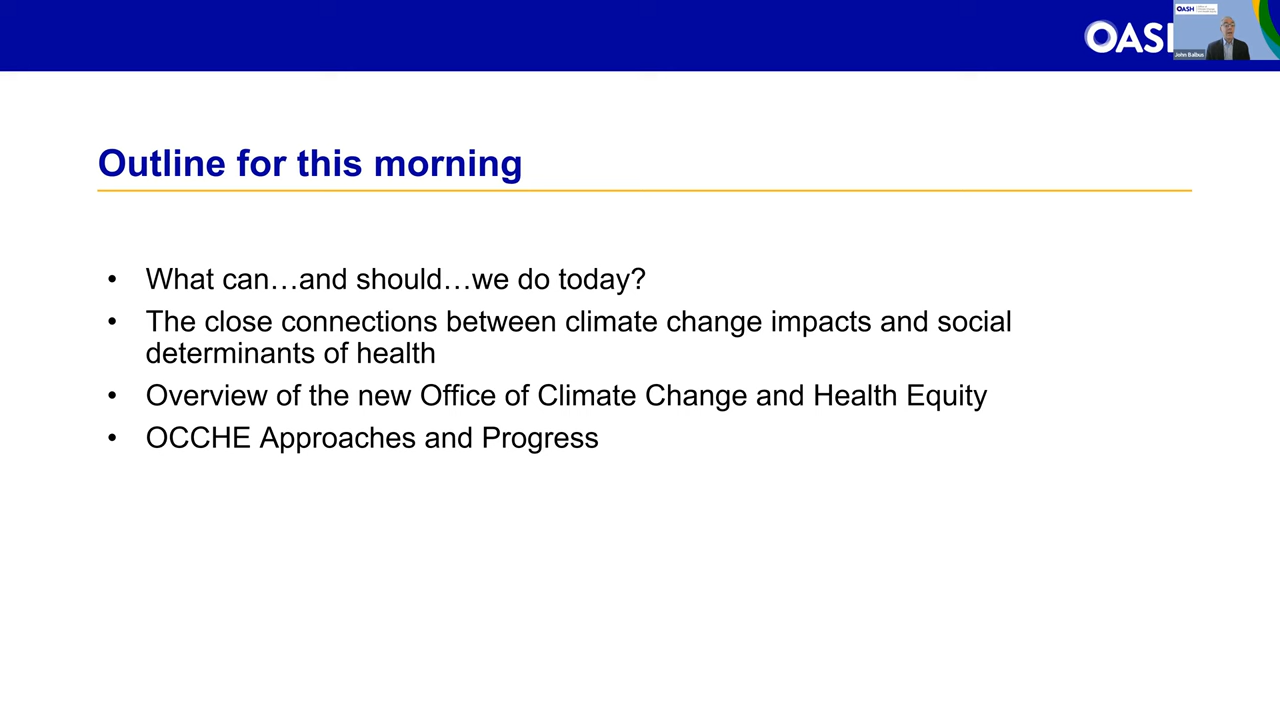 OASH
OASH
John Balbus
Outline for this morning
• What can…and should…we do today?
• The close connections between climate change impacts and social
determinants of health
• Overview of the new Office of Climate Change and Health Equity
• OCCHE Approaches and Progress